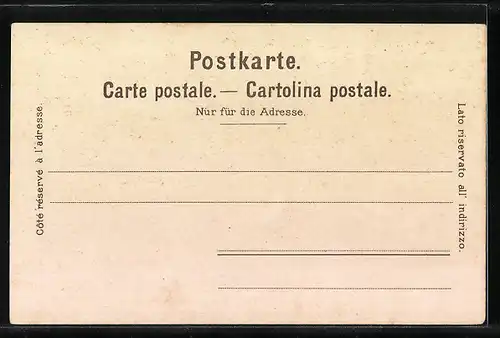 Postkarte.
Carte postale. — Cartolina postale.
Nur für die Adresse.
Côté réservé à l'adresse.
Lato riservato all' indirizzo.